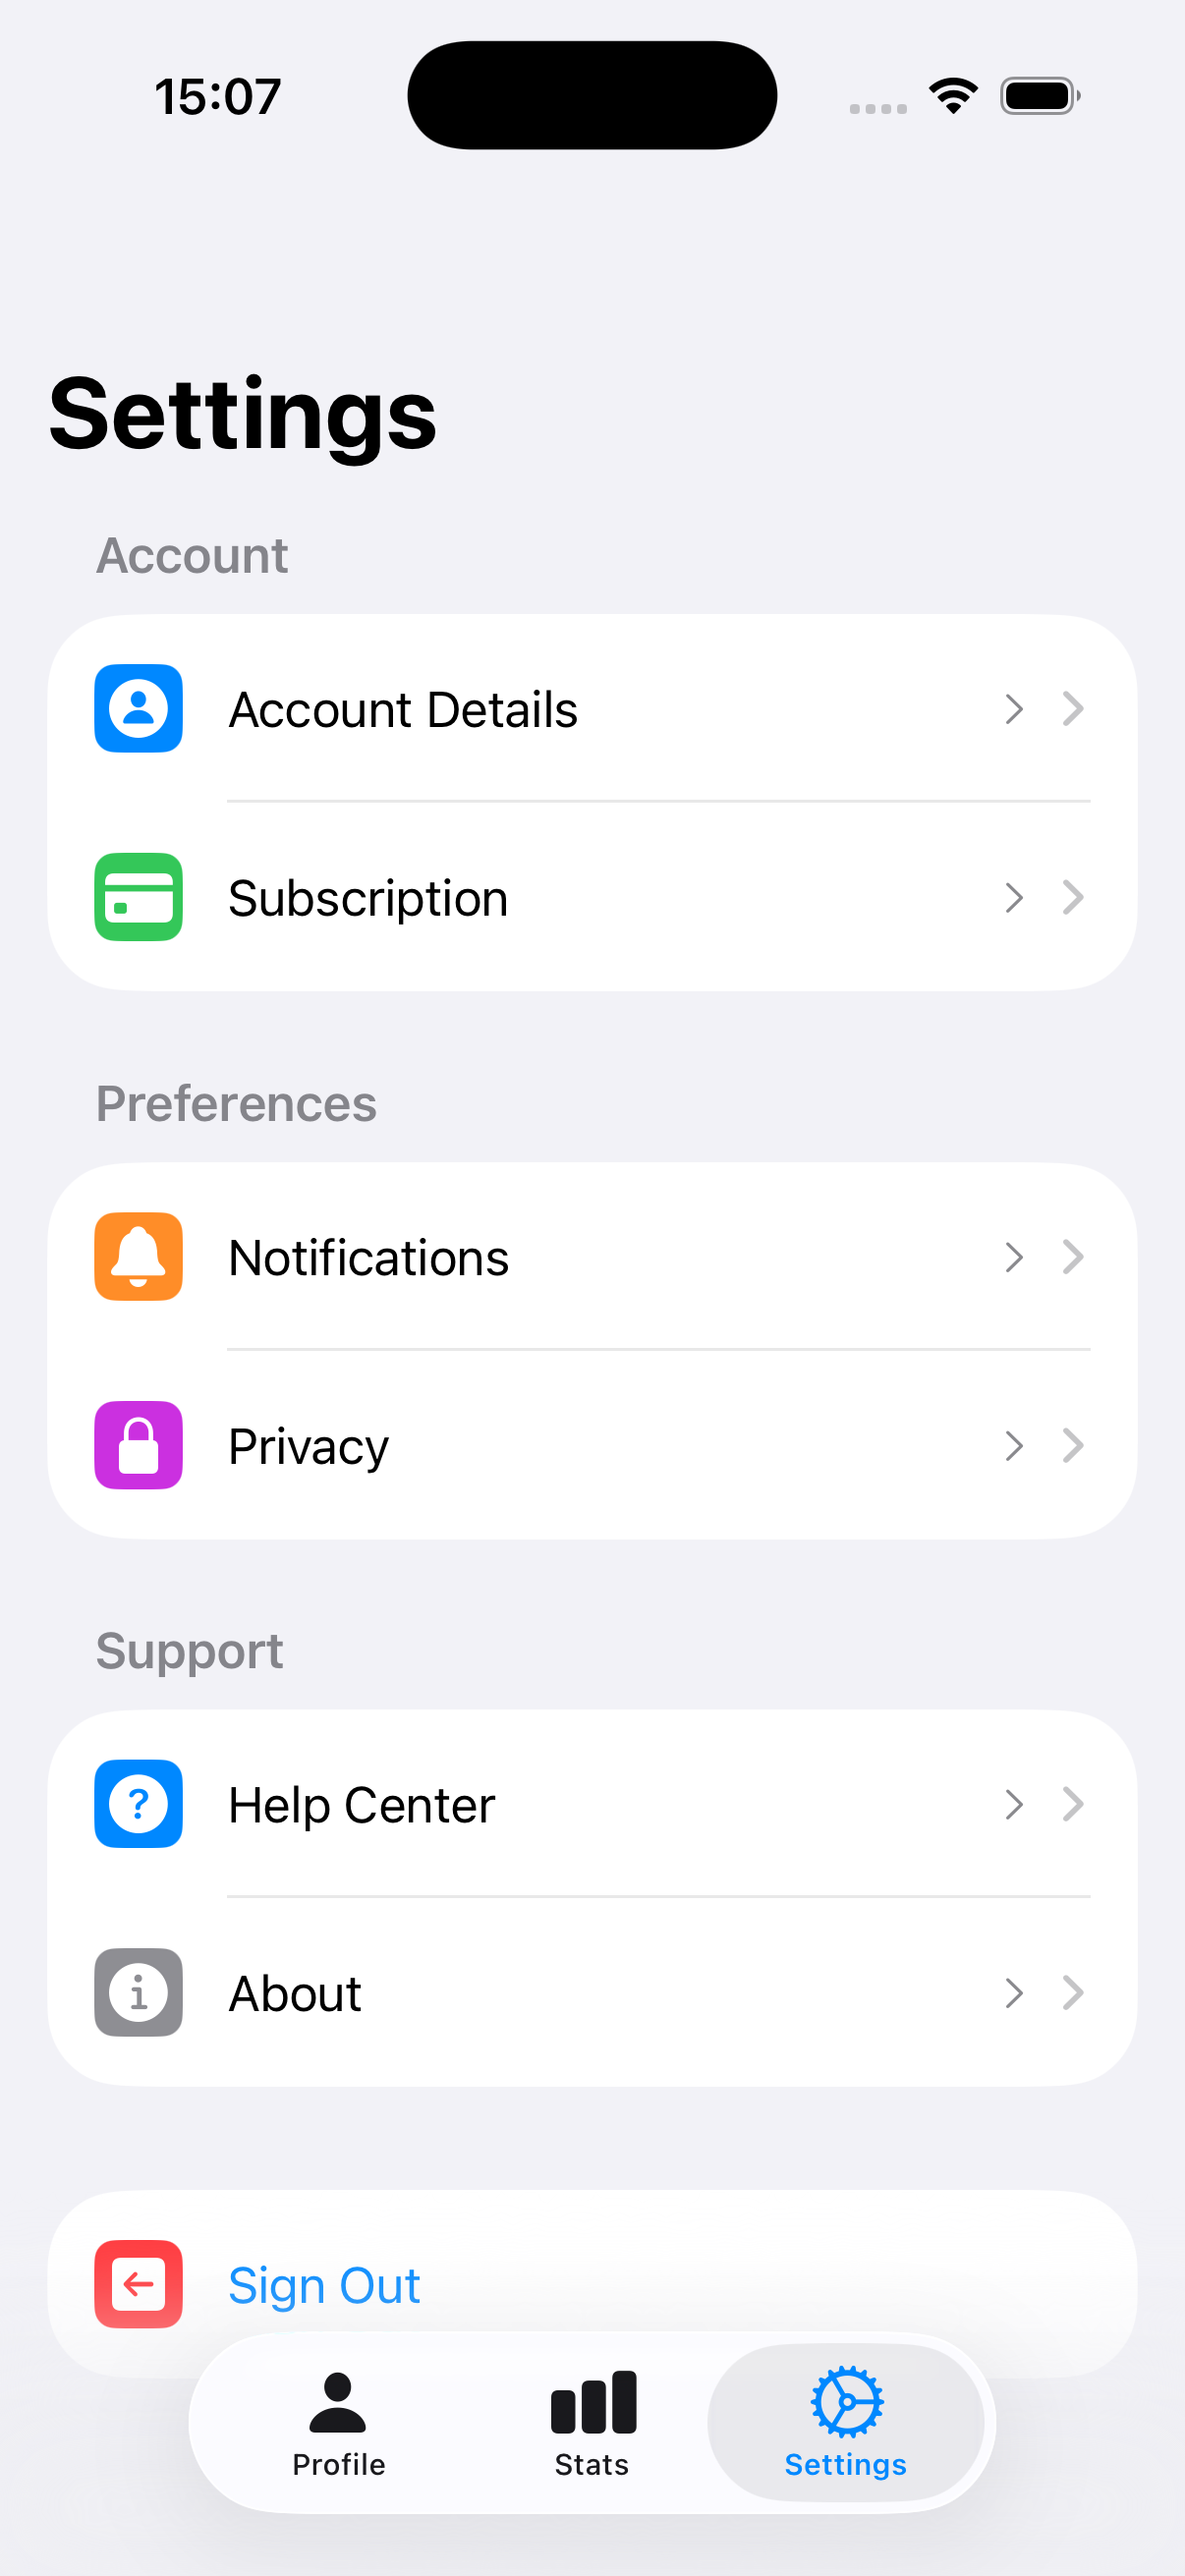 15:07
Settings
Account
Account Details
Subscription
Preferences
Notifications
Privacy
Support
Help Center
About
Sign Out
Profile
Stats
Settings